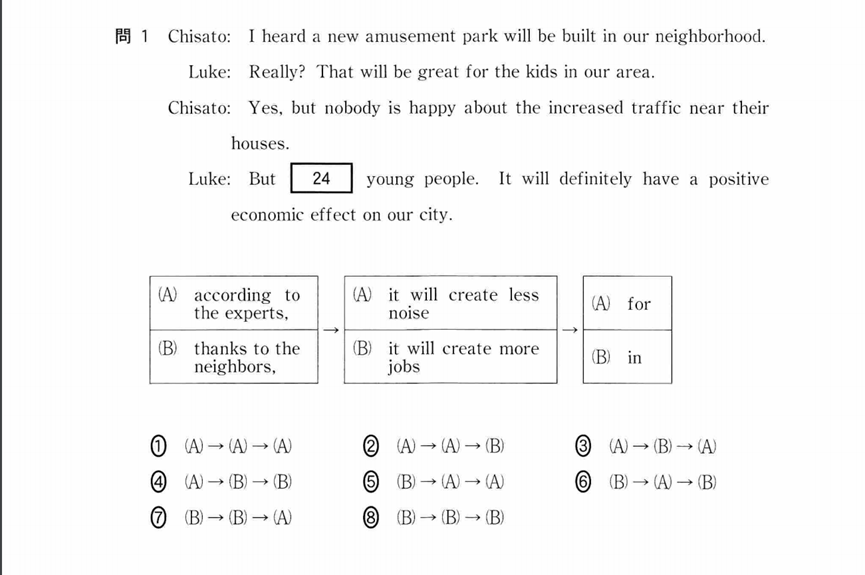 問 1 Chisato: I heard a new amusement park will be built in our neighborhood.
Luke: Really? That will be great for the kids in our area.
Chisato: Yes, but nobody is happy about the increased traffic near their
houses.
Luke: But 24 young people. It will definitely have a positive
economic effect on our city.
(A) according to
the experts,
(B) thanks to the
neighbors,
→
(A) it will create less
noise
(B) it will create more
jobs
→
(A) for
(B) in
① (A)→(A)→(A) ② (A)→(A)→(B) ③ (A)→(B)→(A)
④ (A)→(B)→(B) ⑤ (B)→(A)→(A) ⑥ (B)→(A)→(B)
⑦ (B)→(B)→(A) ⑧ (B)→(B)→(B)